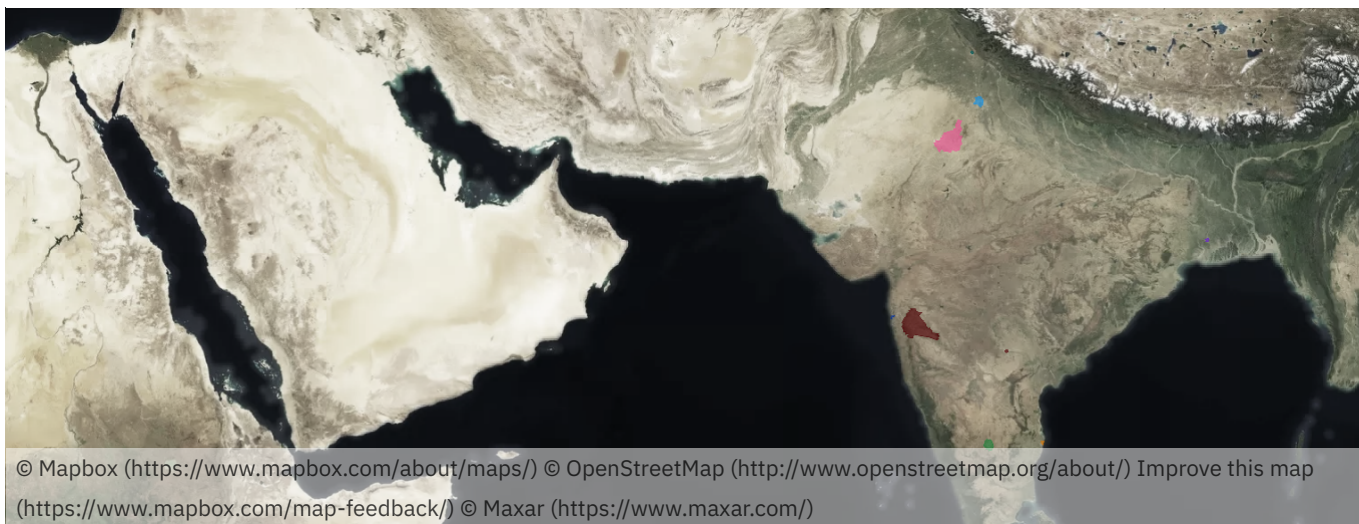 © Mapbox (https://www.mapbox.com/about/maps/) © OpenStreetMap (http://www.openstreetmap.org/about/) Improve this map
(https://www.mapbox.com/map-feedback/) © Maxar (https://www.maxar.com/)